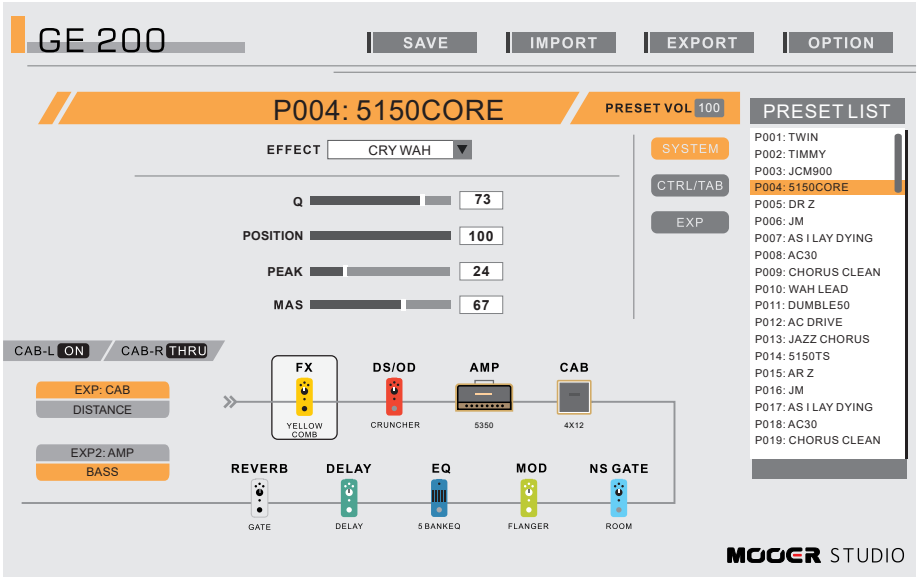 GE 200
SAVE
IMPORT
EXPORT
OPTION
P004: 5150CORE
PRESET VOL 100
EFFECT CRY WAH
Q 73
POSITION 100
PEAK 24
MAS 67
SYSTEM
CTRL/TAB
EXP
PRESET LIST
P001: TWIN
P002: TIMMY
P003: JCM900
P004: 5150CORE
P005: DR Z
P006: JM
P007: AS I LAY DYING
P008: AC30
P009: CHORUS CLEAN
P010: WAH LEAD
P011: DUMBLE50
P012: AC DRIVE
P013: JAZZ CHORUS
P014: 5150TS
P015: AR Z
P016: JM
P017: AS I LAY DYING
P018: AC30
P019: CHORUS CLEAN
CAB-L ON
CAB-R THRU
EXP: CAB
DISTANCE
EXP2: AMP
BASS
FX
YELLOW
COMB
DS/OD
CRUNCHER
AMP
5350
CAB
4X12
REVERB
GATE
DELAY
DELAY
EQ
5 BANKEQ
MOD
FLANGER
NS GATE
ROOM
MOOER STUDIO